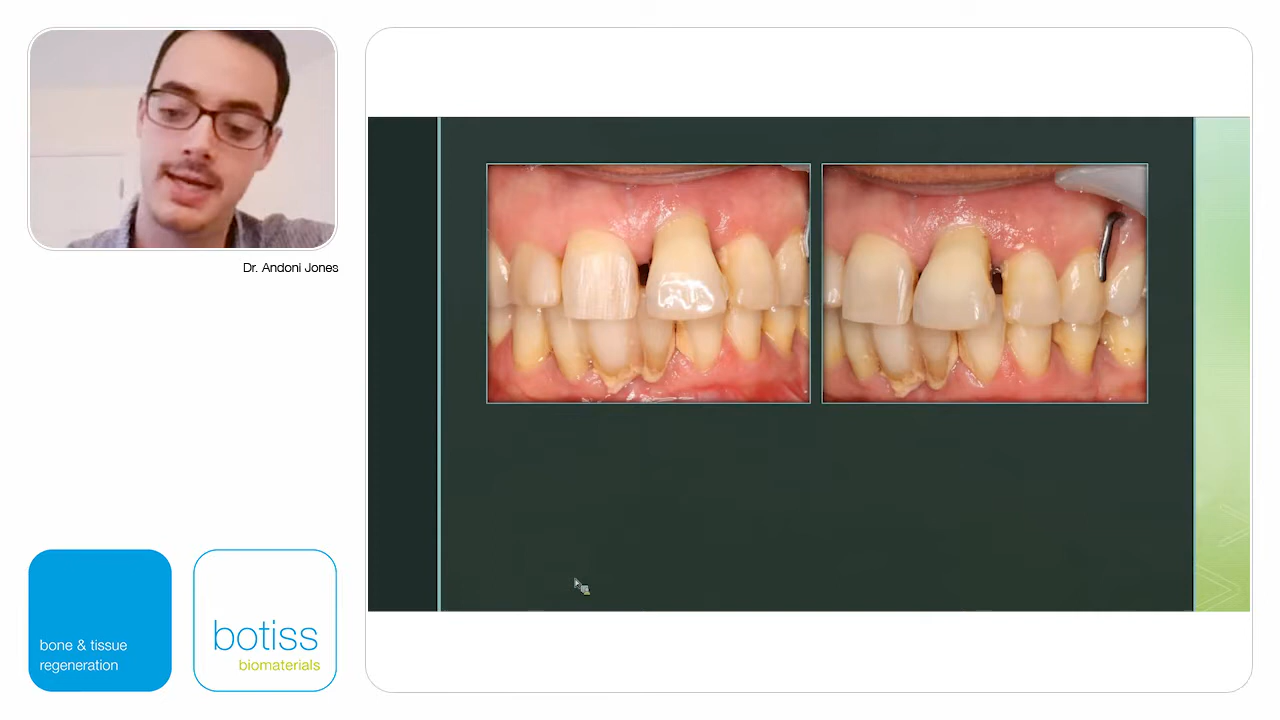 Dr. Andoni Jones
bone & tissue
regeneration
botiss
biomaterials